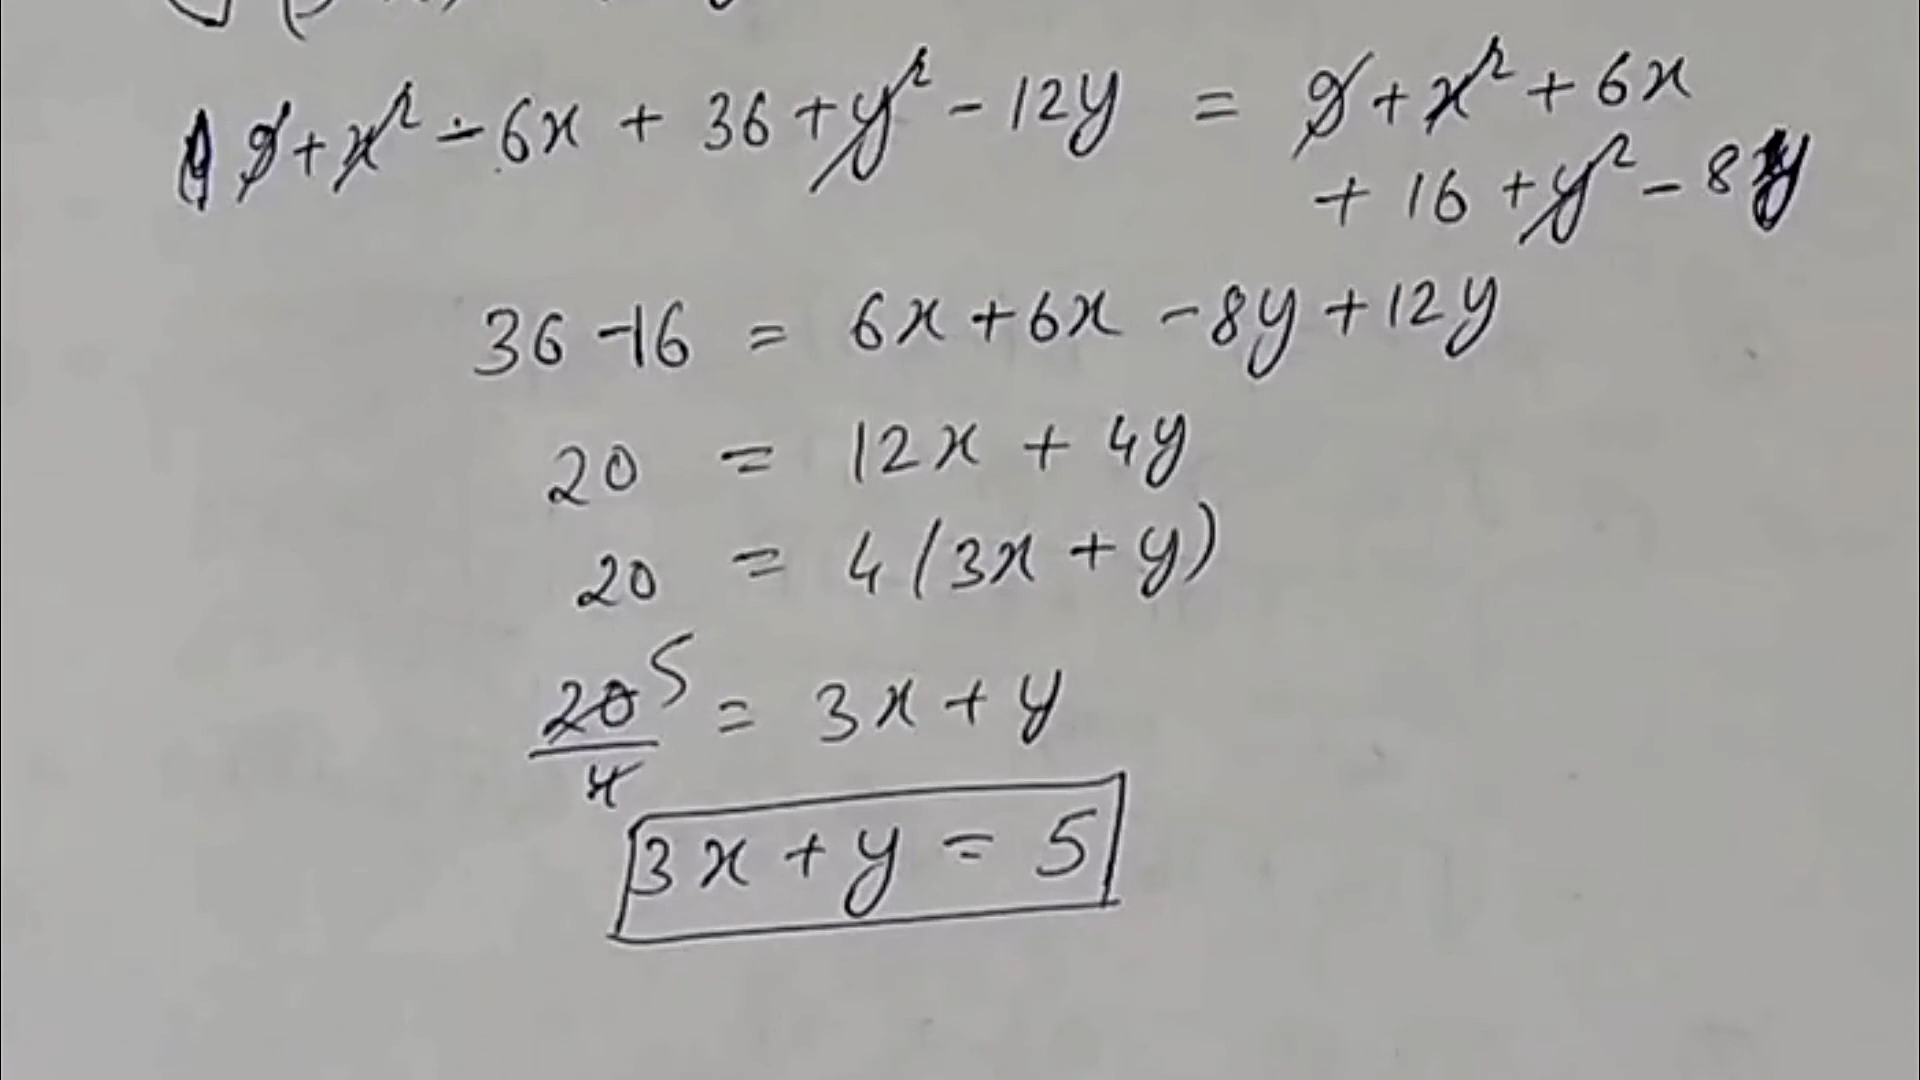 9 + x² - 6x + 36 + y² - 12y = 9 + x² + 6x
+ 16 + y² - 8y
36 - 16 = 6x + 6x - 8y + 12y
20 = 12x + 4y
20 = 4(3x + y)
20/4 5 = 3x + y
3x + y = 5